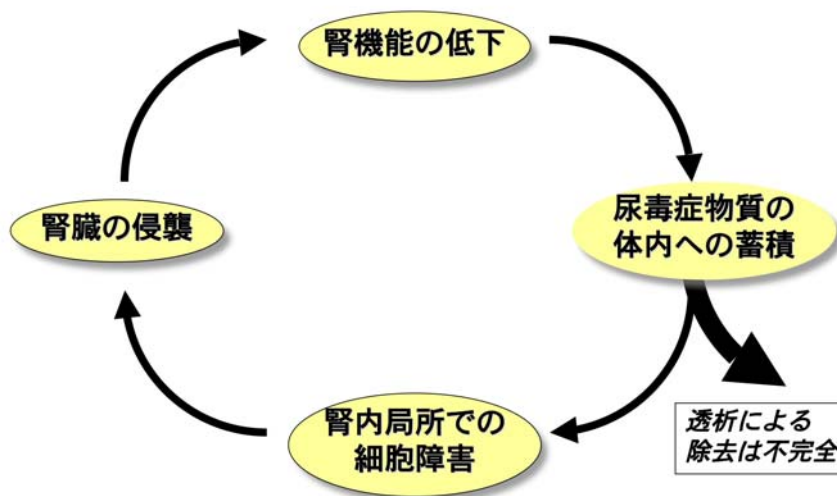 腎機能の低下
尿毒症物質の
体内への蓄積
腎臓の侵襲
腎内局所での
細胞障害
透析による
除去は不完全